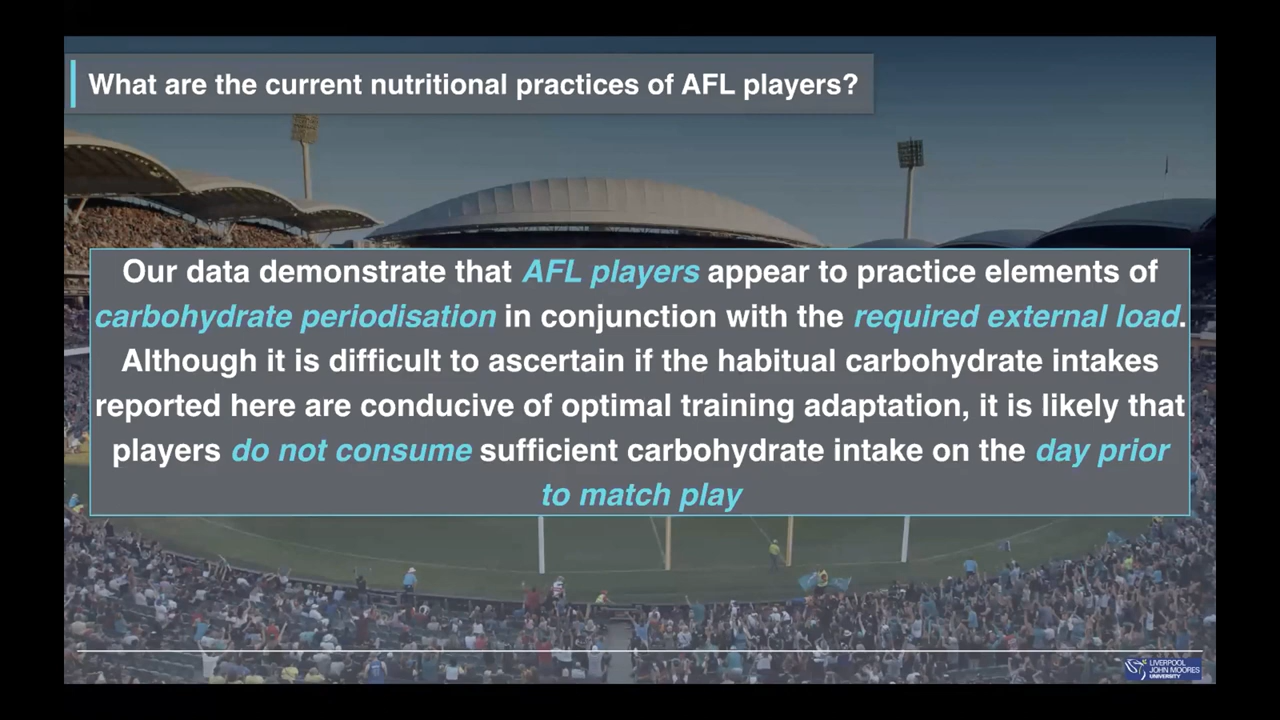 What are the current nutritional practices of AFL players?
Our data demonstrate that AFL players appear to practice elements of
carbohydrate periodisation in conjunction with the required external load.
Although it is difficult to ascertain if the habitual carbohydrate intakes
reported here are conducive of optimal training adaptation, it is likely that
players do not consume sufficient carbohydrate intake on the day prior
to match play
LIVERPOOL
JOHN MOORES
UNIVERSITY